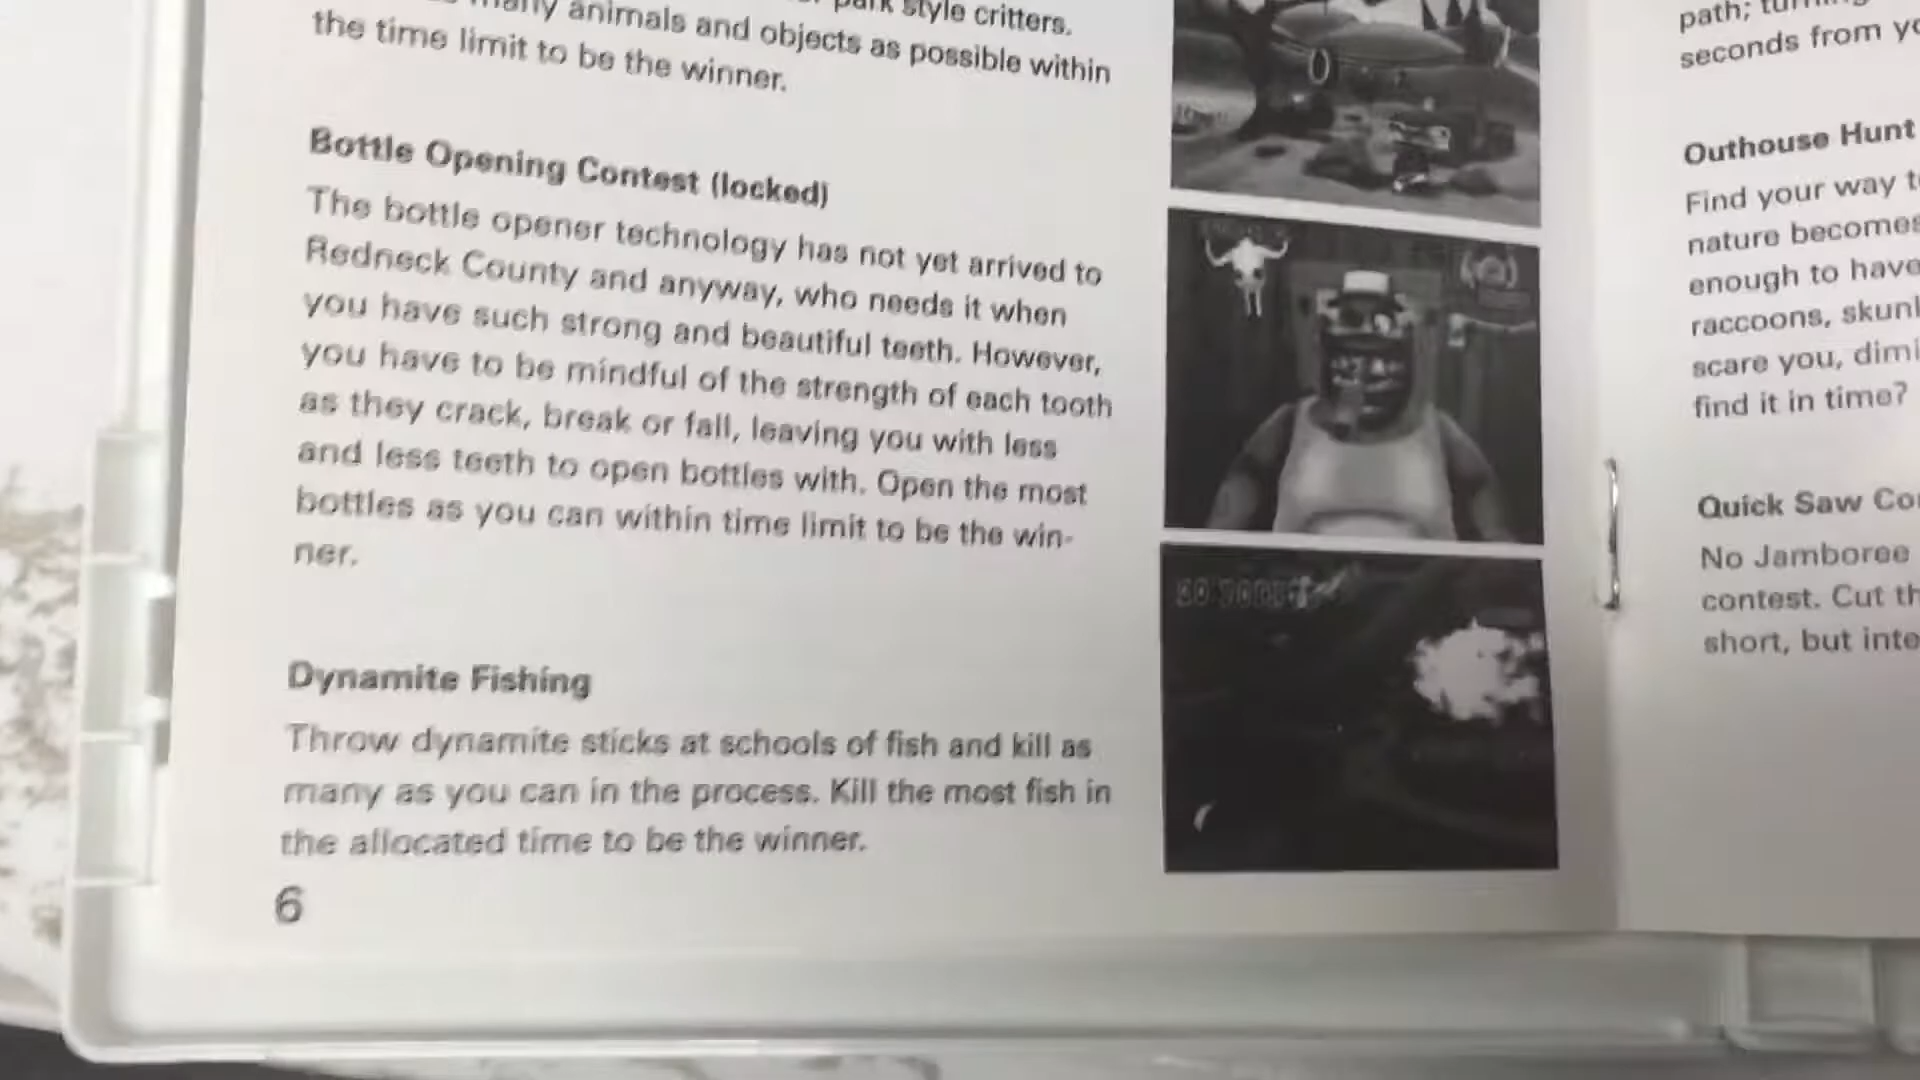 park style critters.
many animals and objects as possible within
the time limit to be the winner.
Bottle Opening Contest (locked)
The bottle opener technology has not yet arrived to
Redneck County and anyway, who needs it when
you have such strong and beautiful teeth. However,
you have to be mindful of the strength of each tooth
as they crack, break or fall, leaving you with less
and less teeth to open bottles with. Open the most
bottles as you can within time limit to be the win-
ner.
Dynamite Fishing
Throw dynamite sticks at schools of fish and kill as
many as you can in the process. Kill the most fish in
the allocated time to be the winner.
6
path;
seconds from
Outhouse Hunt
Find your way
nature becomes
enough to have
raccoons,
scare you,
find it in time?
Quick Saw
No Jamboree
contest. Cut
short, but